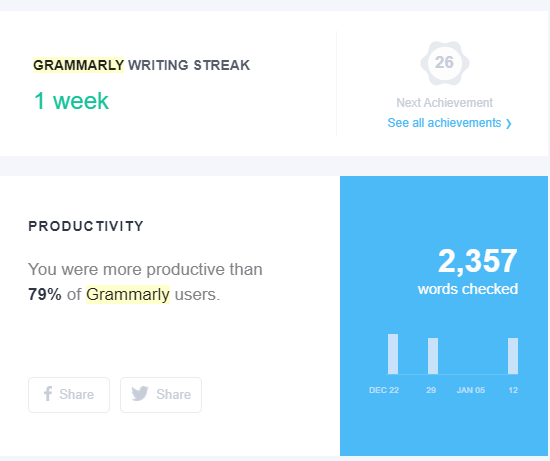 GRAMMARLY WRITING STREAK
1 week
26
Next Achievement
See all achievements ❯
PRODUCTIVITY
You were more productive than
79% of Grammarly users.
Share
Share
2,357
words checked
DEC 22 29 JAN 05 12